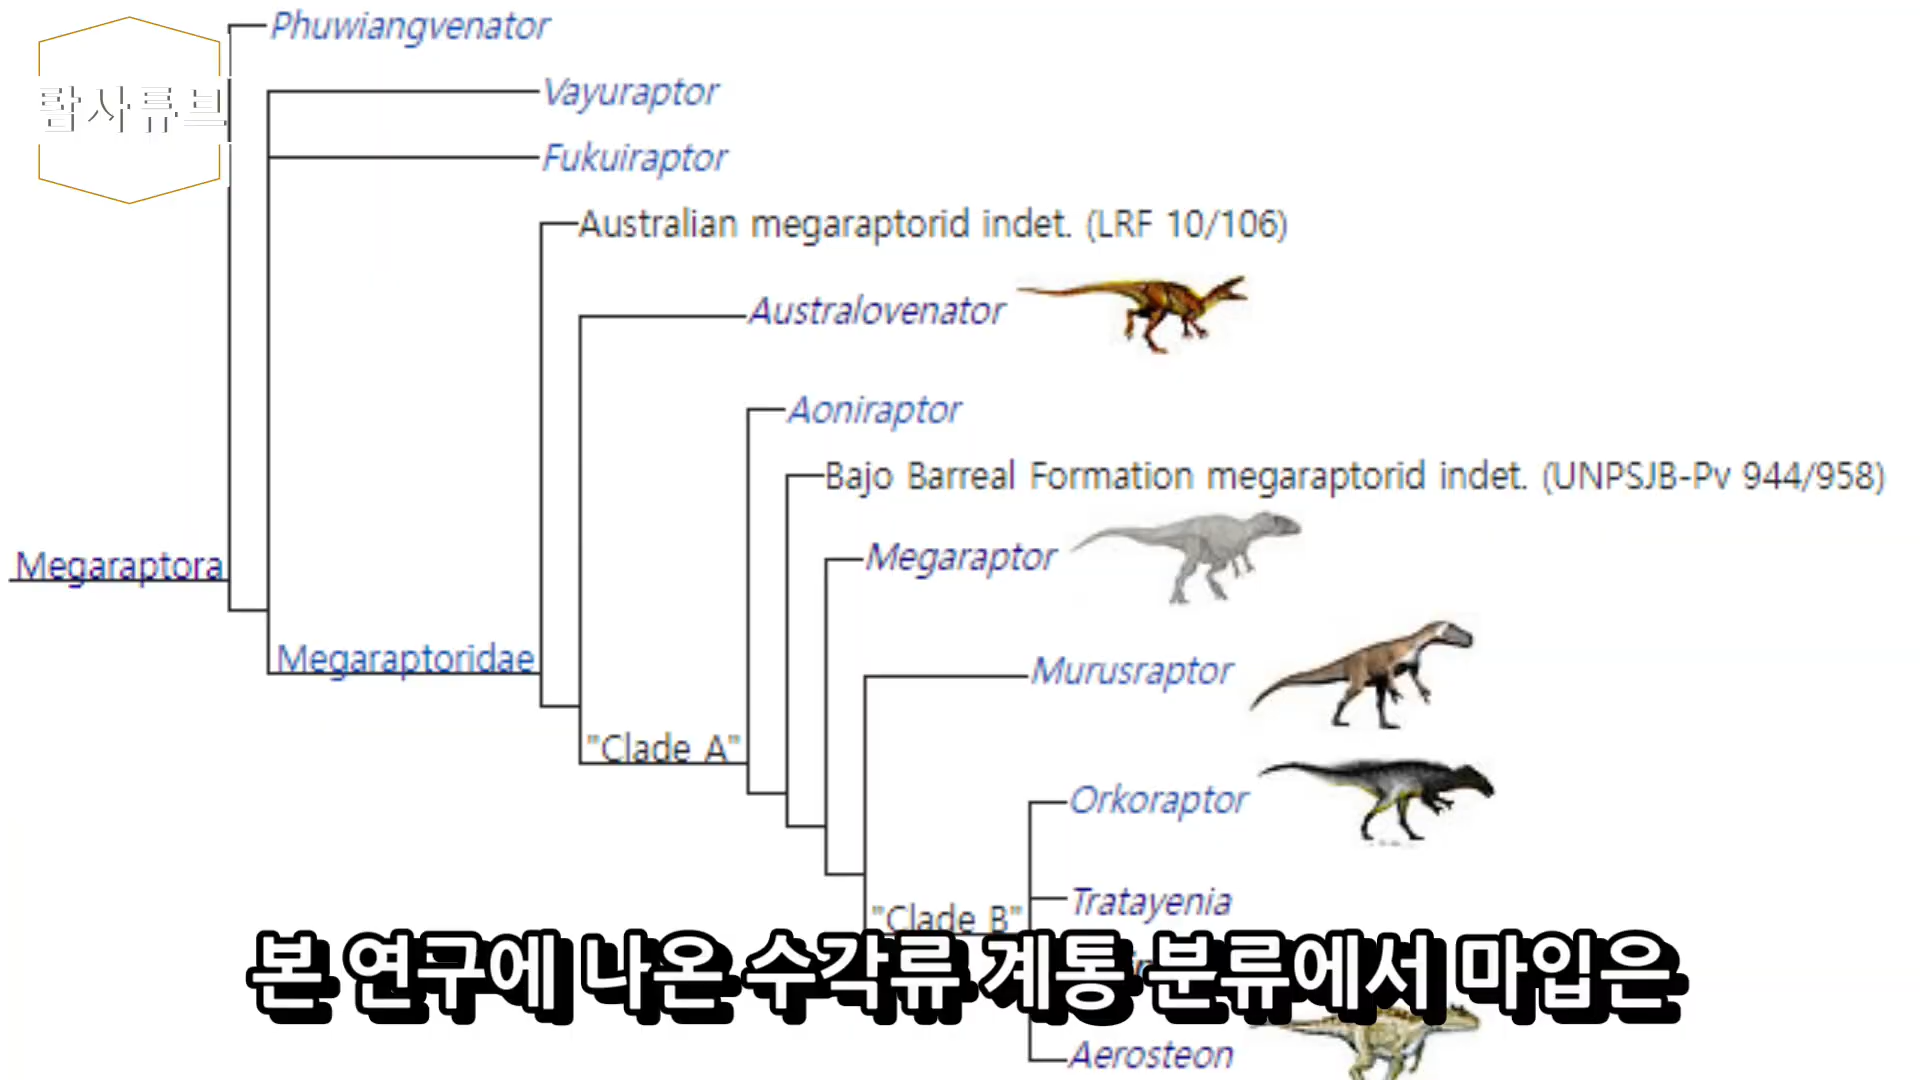 Phuwiangvenator
탐사튜브
Vayuraptor
Fukuiraptor
Australian megaraptorid indet. (LRF 10/106)
Australovenator
Aoniraptor
Bajo Barreal Formation megaraptorid indet. (UNPSJB-Pv 944/958)
Megaraptor
Megaraptora
Megaraptoridae
Murusraptor
"Clade A"
Orkoraptor
Tratayenia
"Clade B"
본 연구에 나온 수각류 계통 분류에서 마입은
Aerosteon